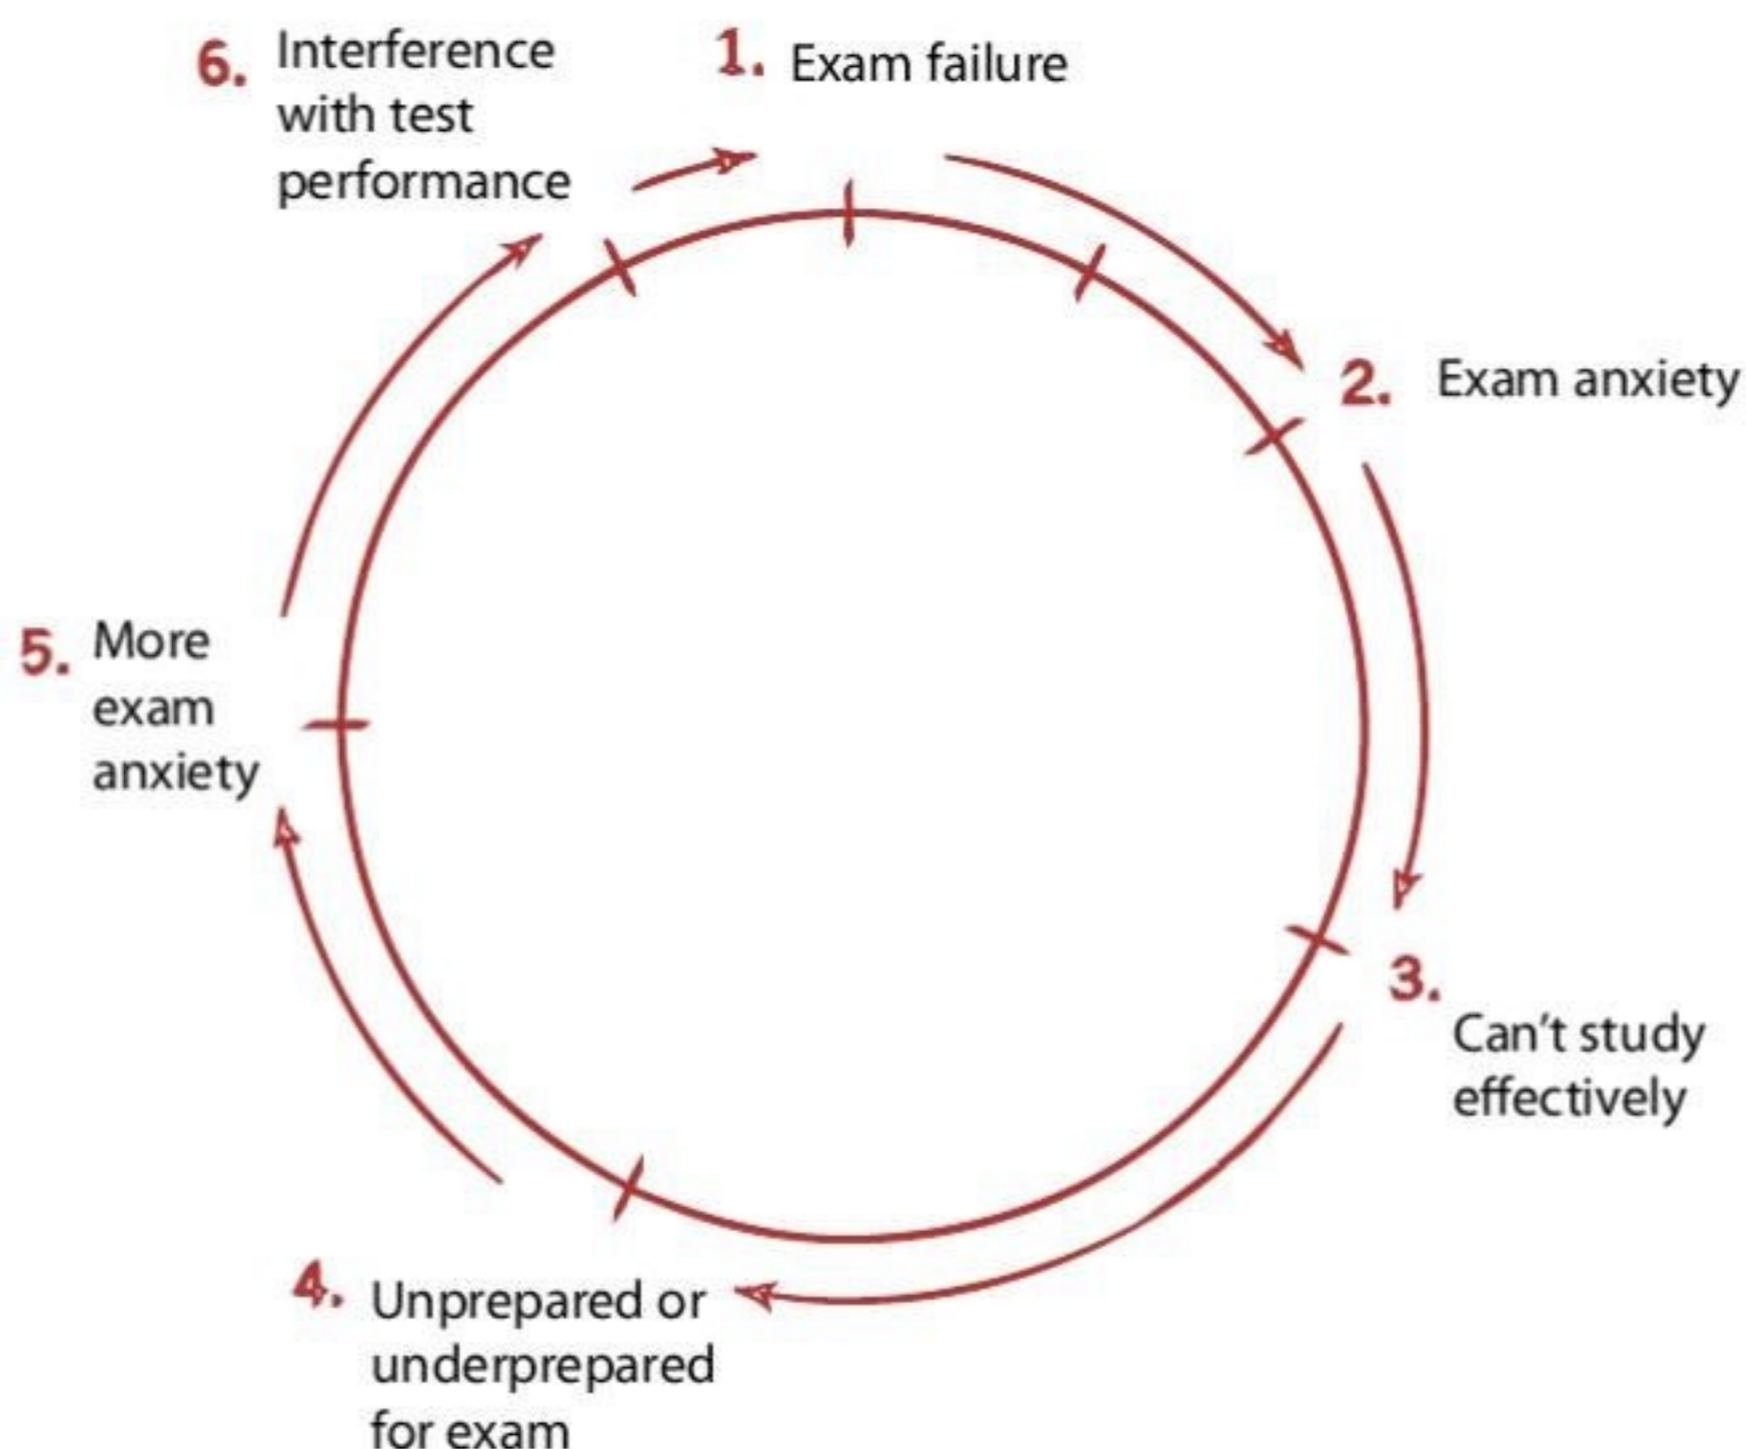 1. Exam failure
2. Exam anxiety
3. Can't study
effectively
4. Unprepared or
underprepared
for exam
5. More
exam
anxiety
6. Interference
with test
performance